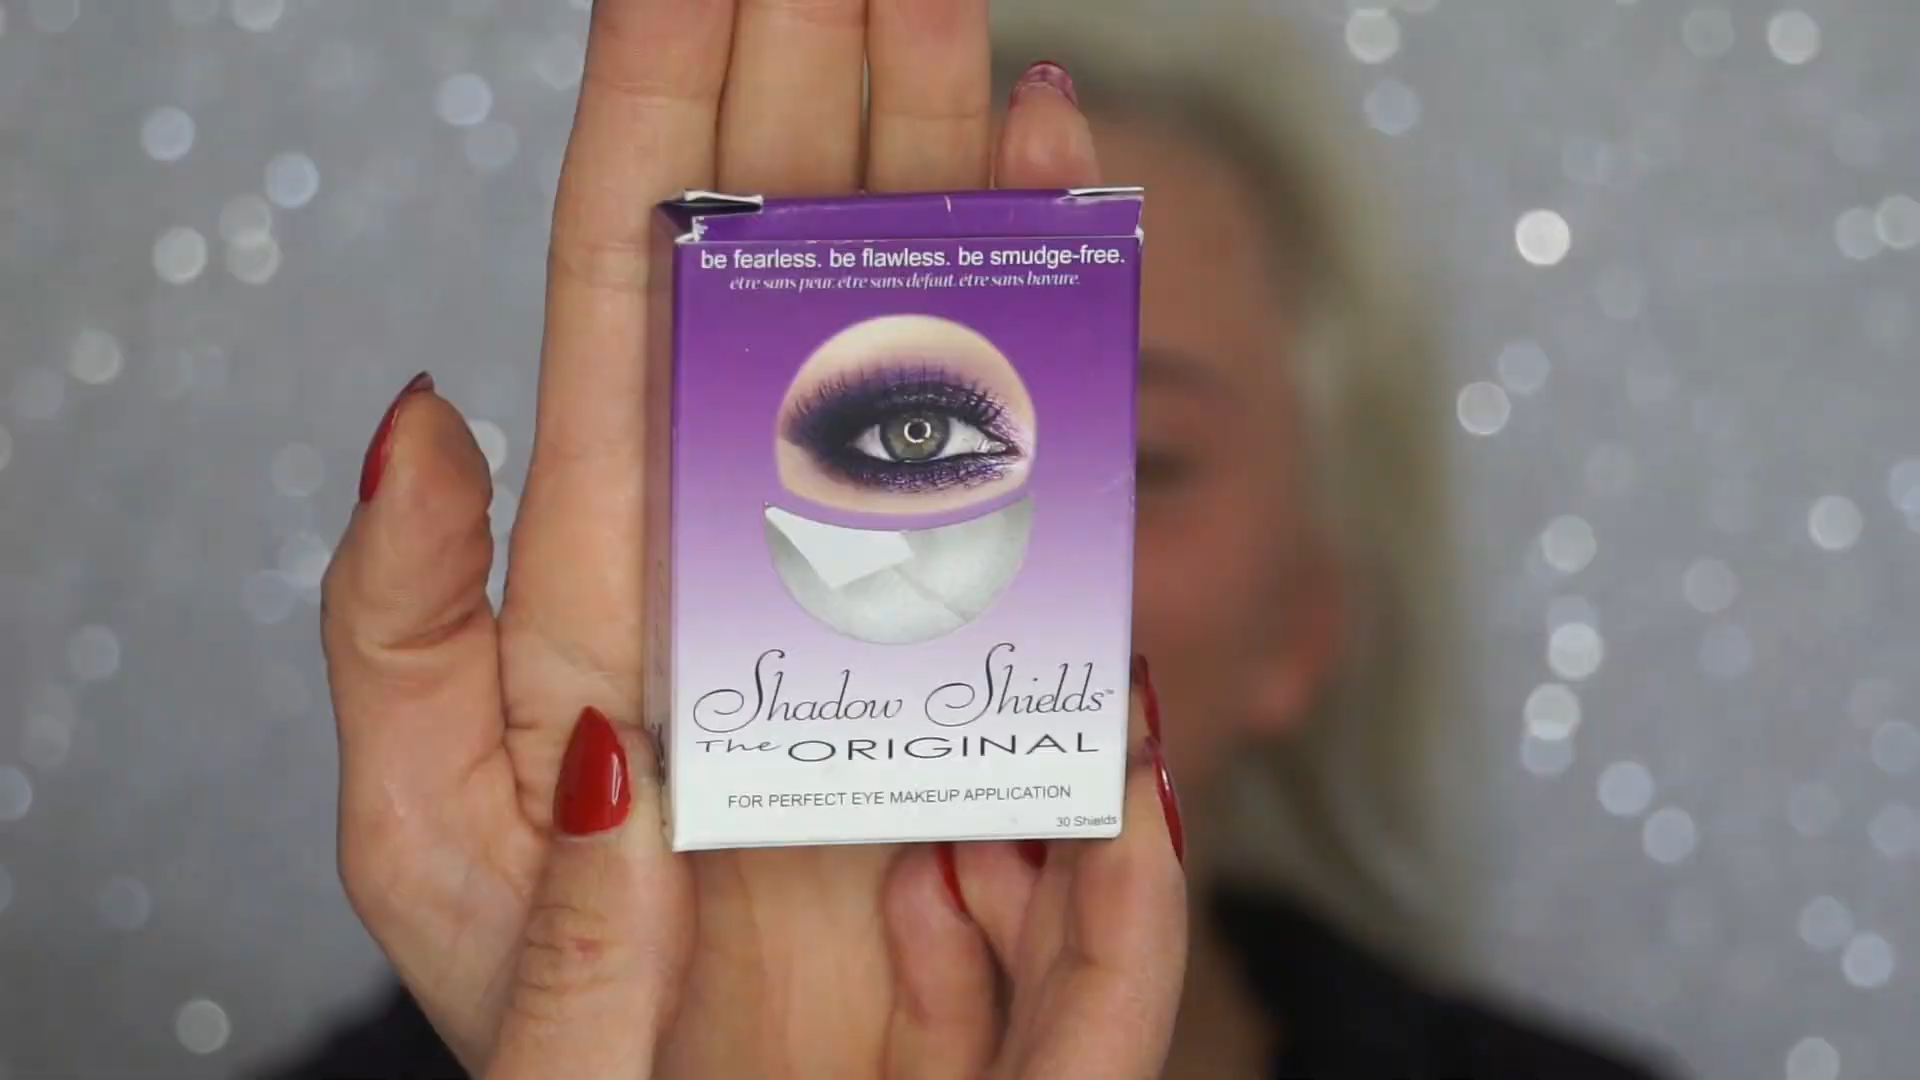 be fearless. be flawless. be smudge-free.
être sans peur. être sans défaut. être sans bavure.
Shadow Shields™
The ORIGINAL
FOR PERFECT EYE MAKEUP APPLICATION
30 Shields